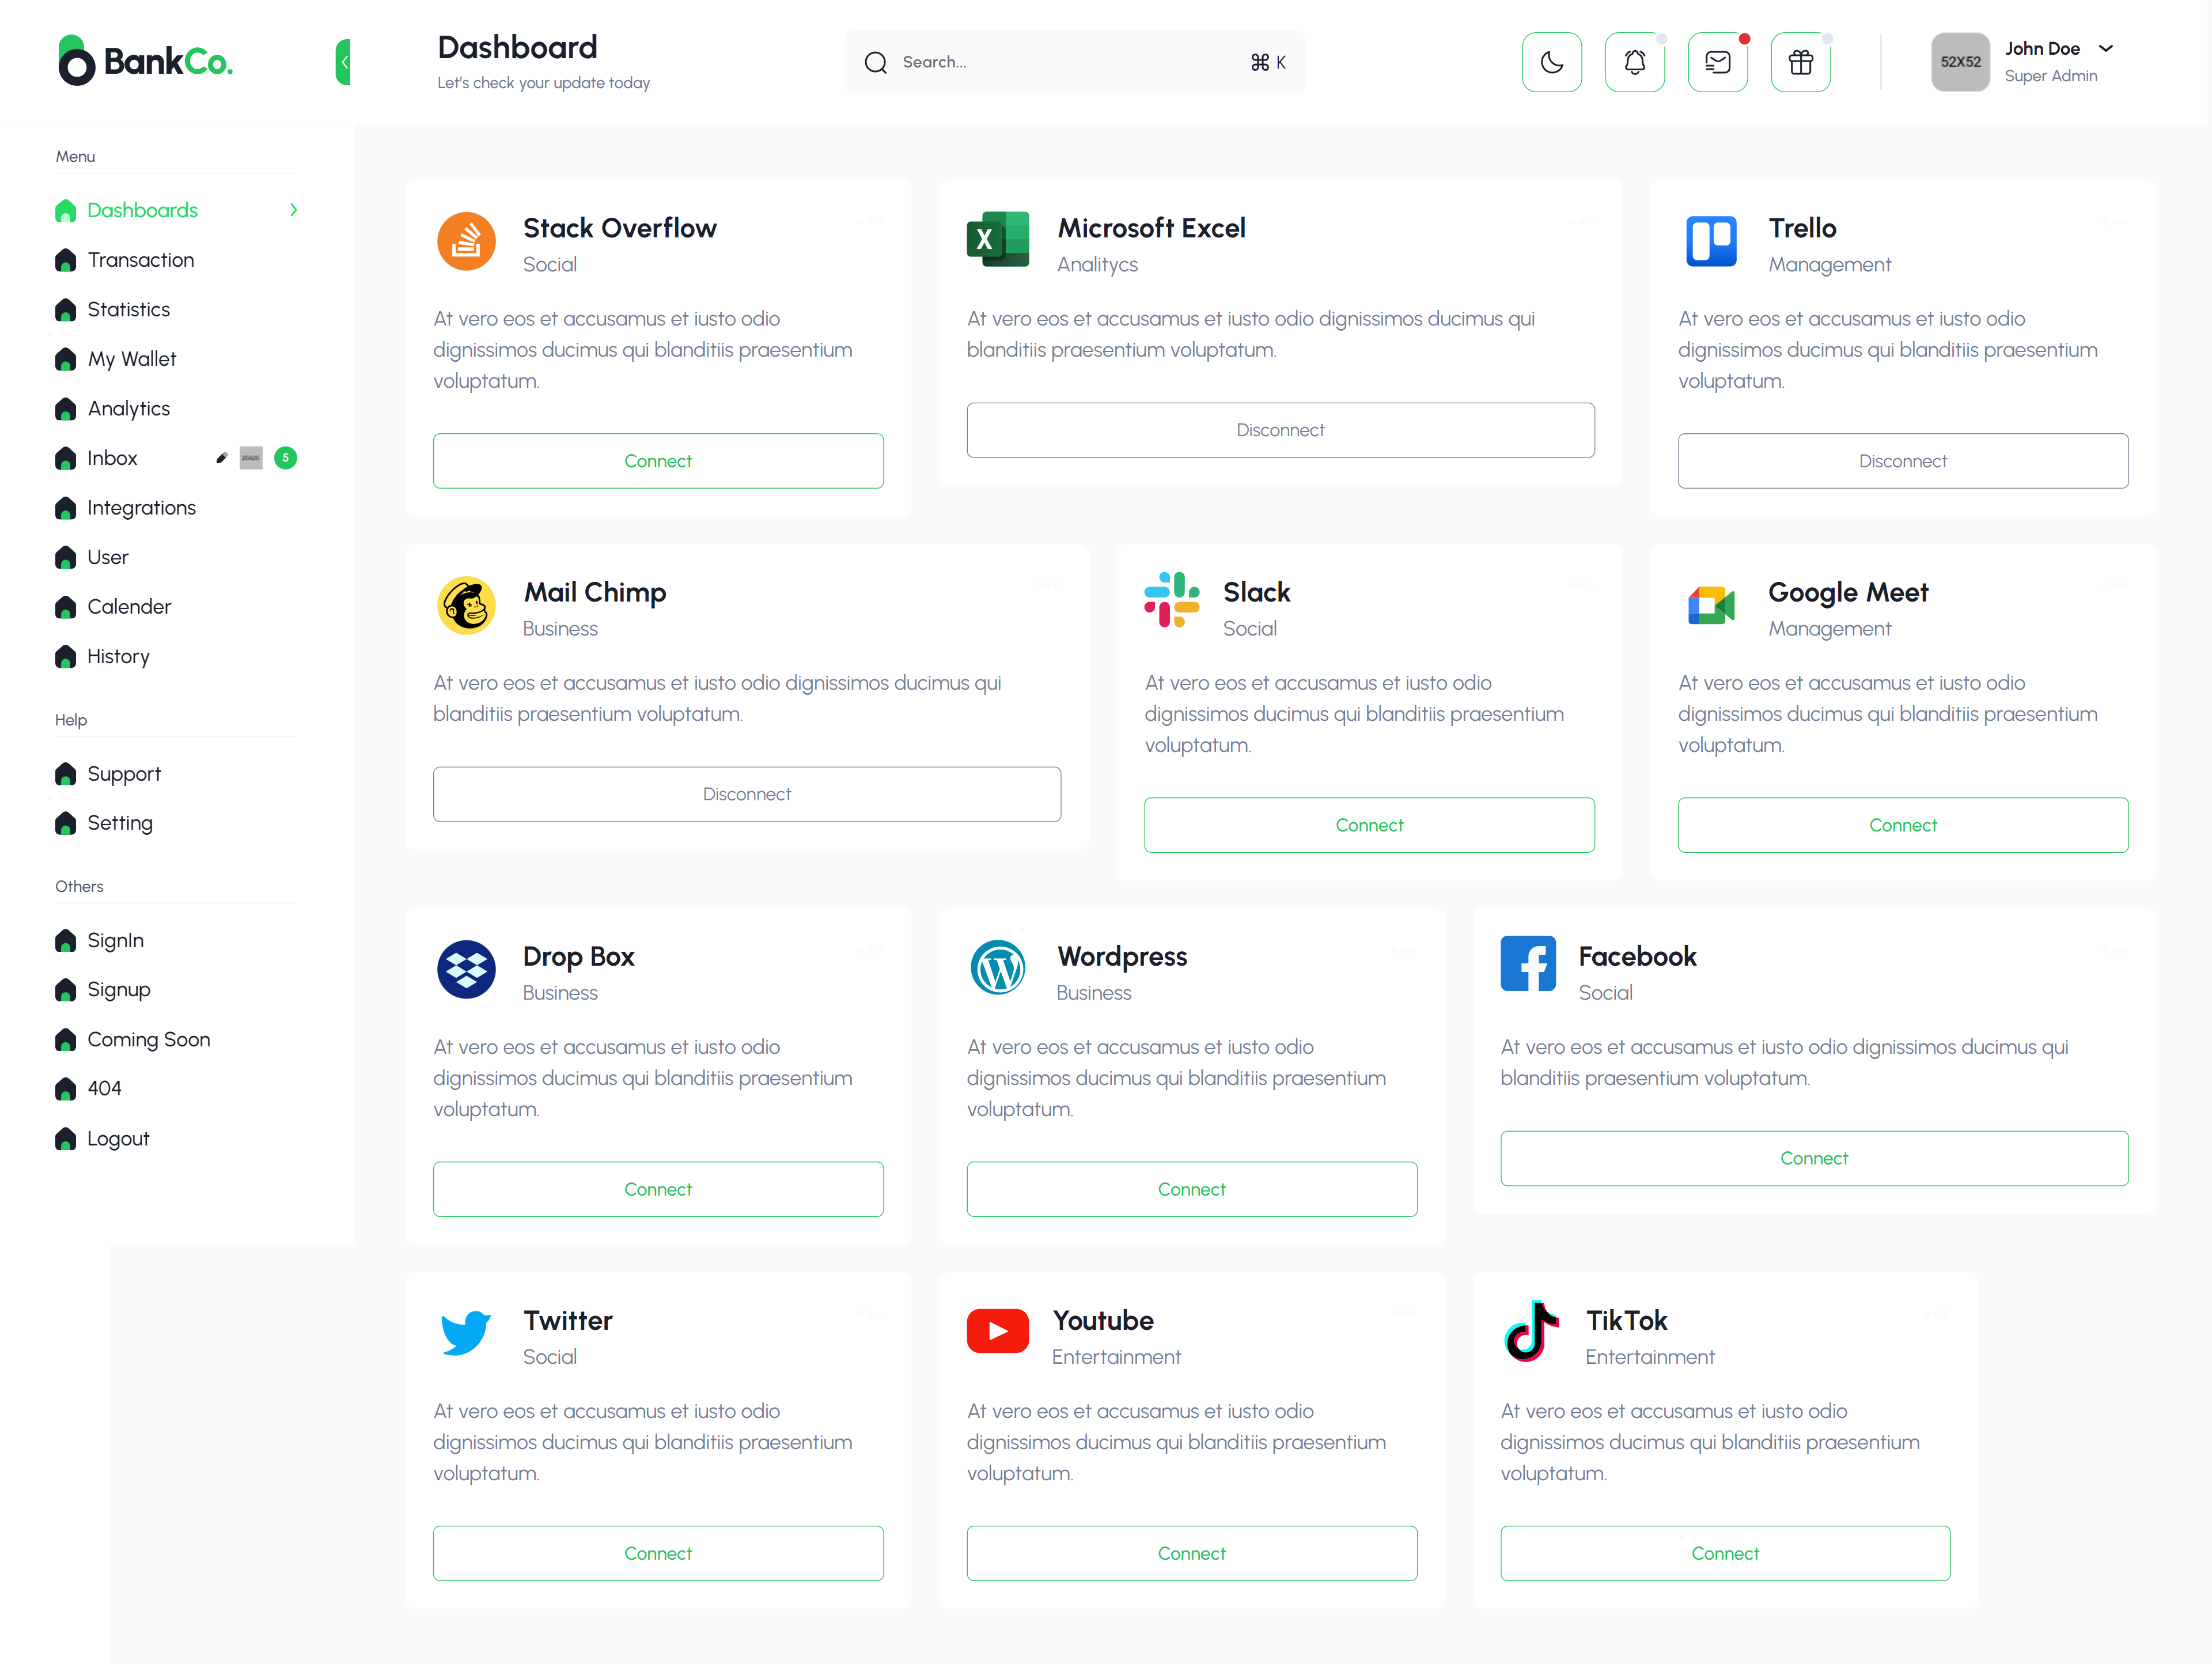 BankCo.
Dashboard
Let's check your update today
Search...
⌘ K
52X52
John Doe
Super Admin
Menu
Dashboards
Transaction
Statistics
My Wallet
Analytics
Inbox
5
Integrations
User
Calender
History
Help
Support
Setting
Others
SignIn
Signup
Coming Soon
404
Logout
Stack Overflow
Social
At vero eos et accusamus et iusto odio
dignissimos ducimus qui blanditiis praesentium
voluptatum.
Connect
X
Microsoft Excel
Analitycs
At vero eos et accusamus et iusto odio dignissimos ducimus qui
blanditiis praesentium voluptatum.
Disconnect
Trello
Management
At vero eos et accusamus et iusto odio
dignissimos ducimus qui blanditiis praesentium
voluptatum.
Disconnect
Mail Chimp
Business
At vero eos et accusamus et iusto odio dignissimos ducimus qui
blanditiis praesentium voluptatum.
Disconnect
Slack
Social
At vero eos et accusamus et iusto odio
dignissimos ducimus qui blanditiis praesentium
voluptatum.
Connect
Google Meet
Management
At vero eos et accusamus et iusto odio
dignissimos ducimus qui blanditiis praesentium
voluptatum.
Connect
Drop Box
Business
At vero eos et accusamus et iusto odio
dignissimos ducimus qui blanditiis praesentium
voluptatum.
Connect
Wordpress
Business
At vero eos et accusamus et iusto odio
dignissimos ducimus qui blanditiis praesentium
voluptatum.
Connect
Facebook
Social
At vero eos et accusamus et iusto odio dignissimos ducimus qui
blanditiis praesentium voluptatum.
Connect
Twitter
Social
At vero eos et accusamus et iusto odio
dignissimos ducimus qui blanditiis praesentium
voluptatum.
Connect
Youtube
Entertainment
At vero eos et accusamus et iusto odio
dignissimos ducimus qui blanditiis praesentium
voluptatum.
Connect
TikTok
Entertainment
At vero eos et accusamus et iusto odio
dignissimos ducimus qui blanditiis praesentium
voluptatum.
Connect